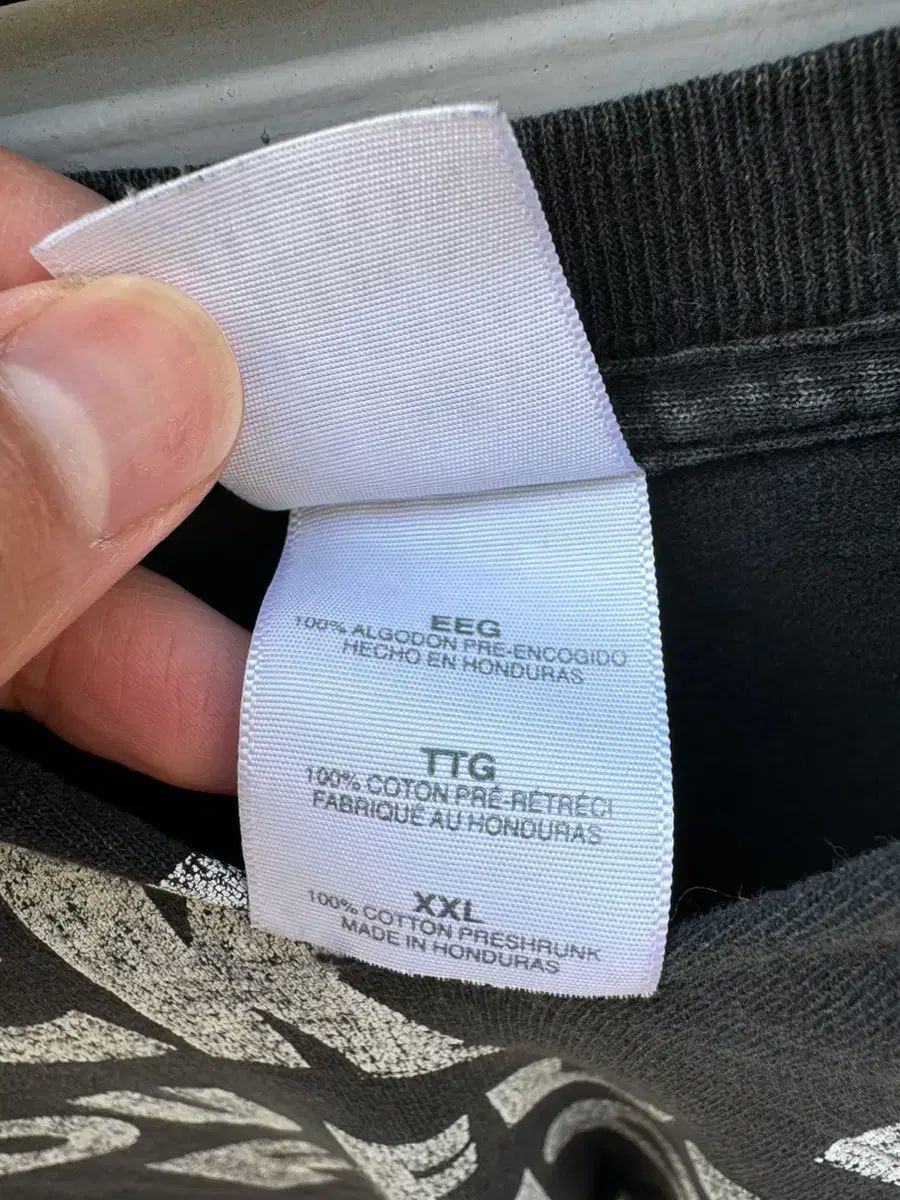 EEG
100% ALGODON PRE-ENCOGIDO
HECHO EN HONDURAS
TTG
100% COTON PRÉ-RÉTRÉCI
FABRIQUÉ AU HONDURAS
XXL
100% COTTON PRESHRUNK
MADE IN HONDURAS